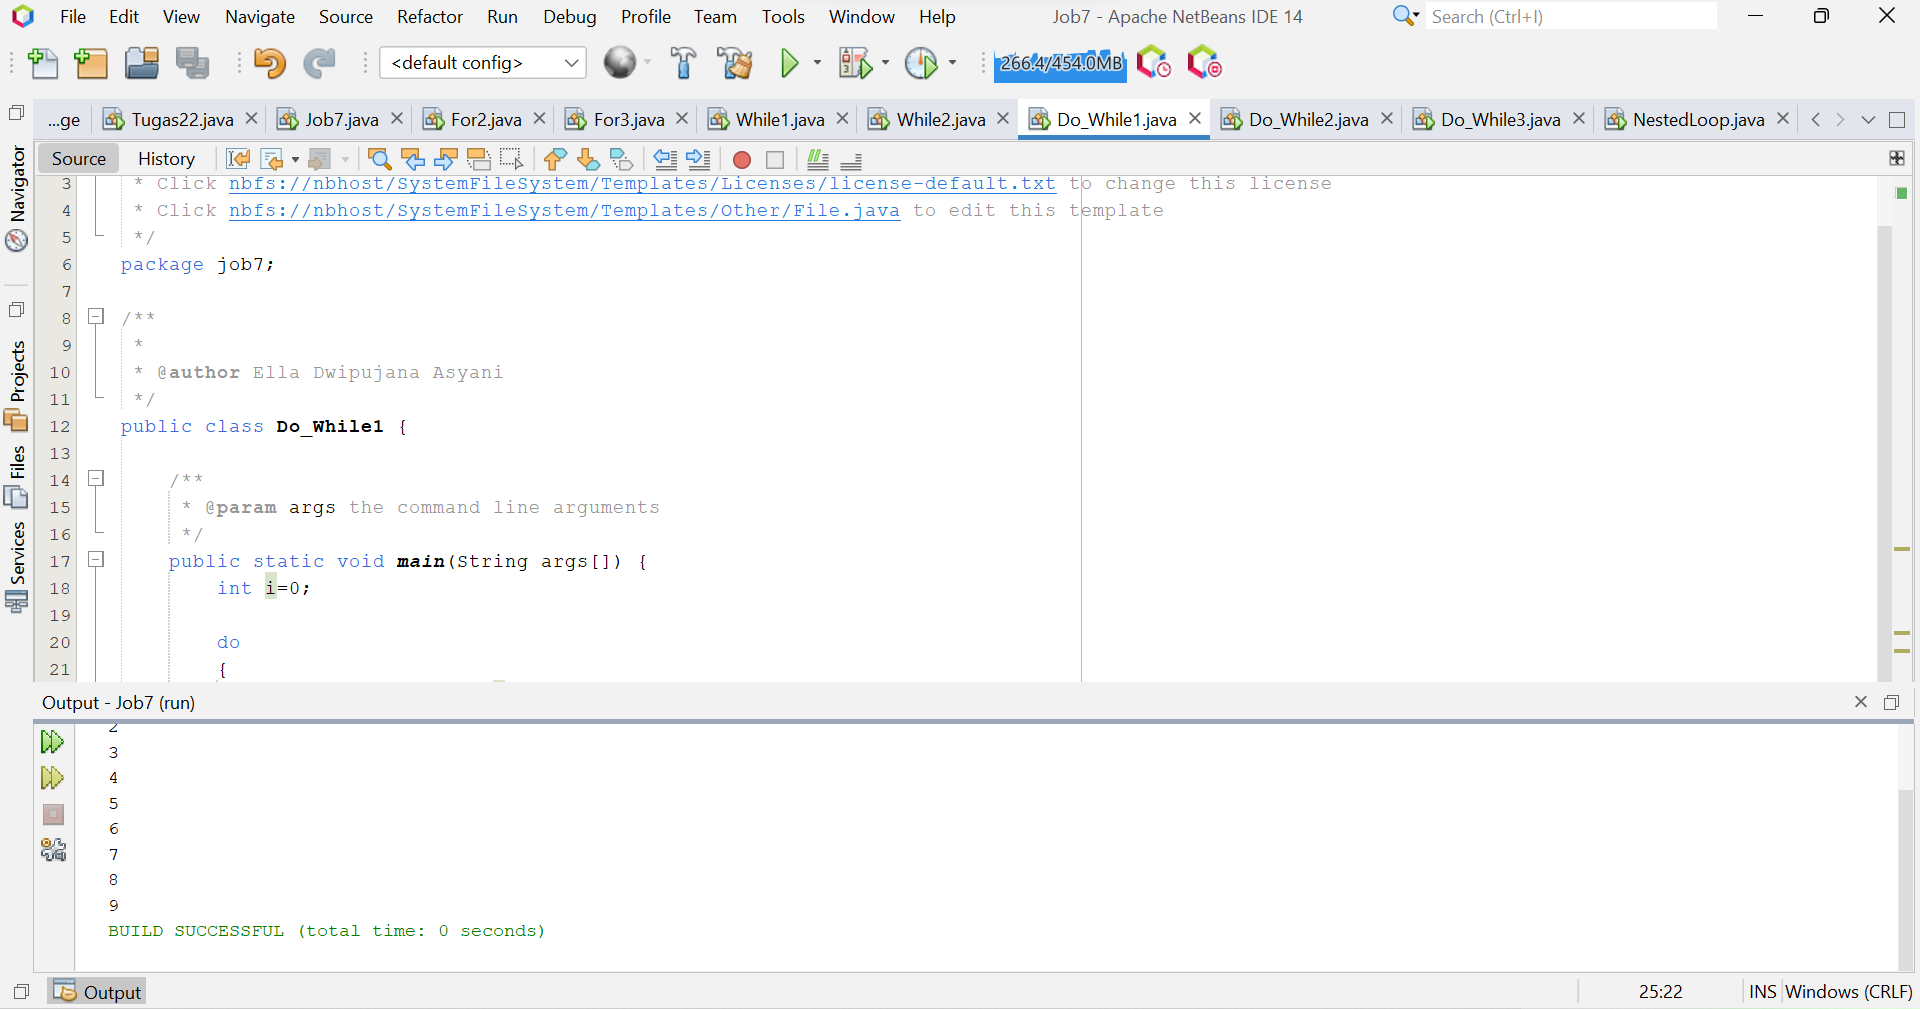 File Edit View Navigate Source Refactor Run Debug Profile Team Tools Window Help Job7 - Apache NetBeans IDE 14 Search (Ctrl+I)
<default config> 266.4/454.0MB
...ge Tugas22.java Job7.java For2.java For3.java While1.java While2.java Do_While1.java Do_While2.java Do_While3.java NestedLoop.java
Source History
Navigator
Projects
Files
Services
3 * Click nbfs://nbhost/SystemFileSystem/Templates/Licenses/license-default.txt to change this license
4 * Click nbfs://nbhost/SystemFileSystem/Templates/Other/File.java to edit this template
5 */
6 package job7;
7
8 /**
9 *
10 * @author Ella Dwipujana Asyani
11 */
12 public class Do_While1 {
13
14 /**
15 * @param args the command line arguments
16 */
17 public static void main(String args[]) {
18 int i=0;
19
20 do
21 {
Output - Job7 (run)
2
3
4
5
6
7
8
9
BUILD SUCCESSFUL (total time: 0 seconds)
Output 25:22 INS Windows (CRLF)